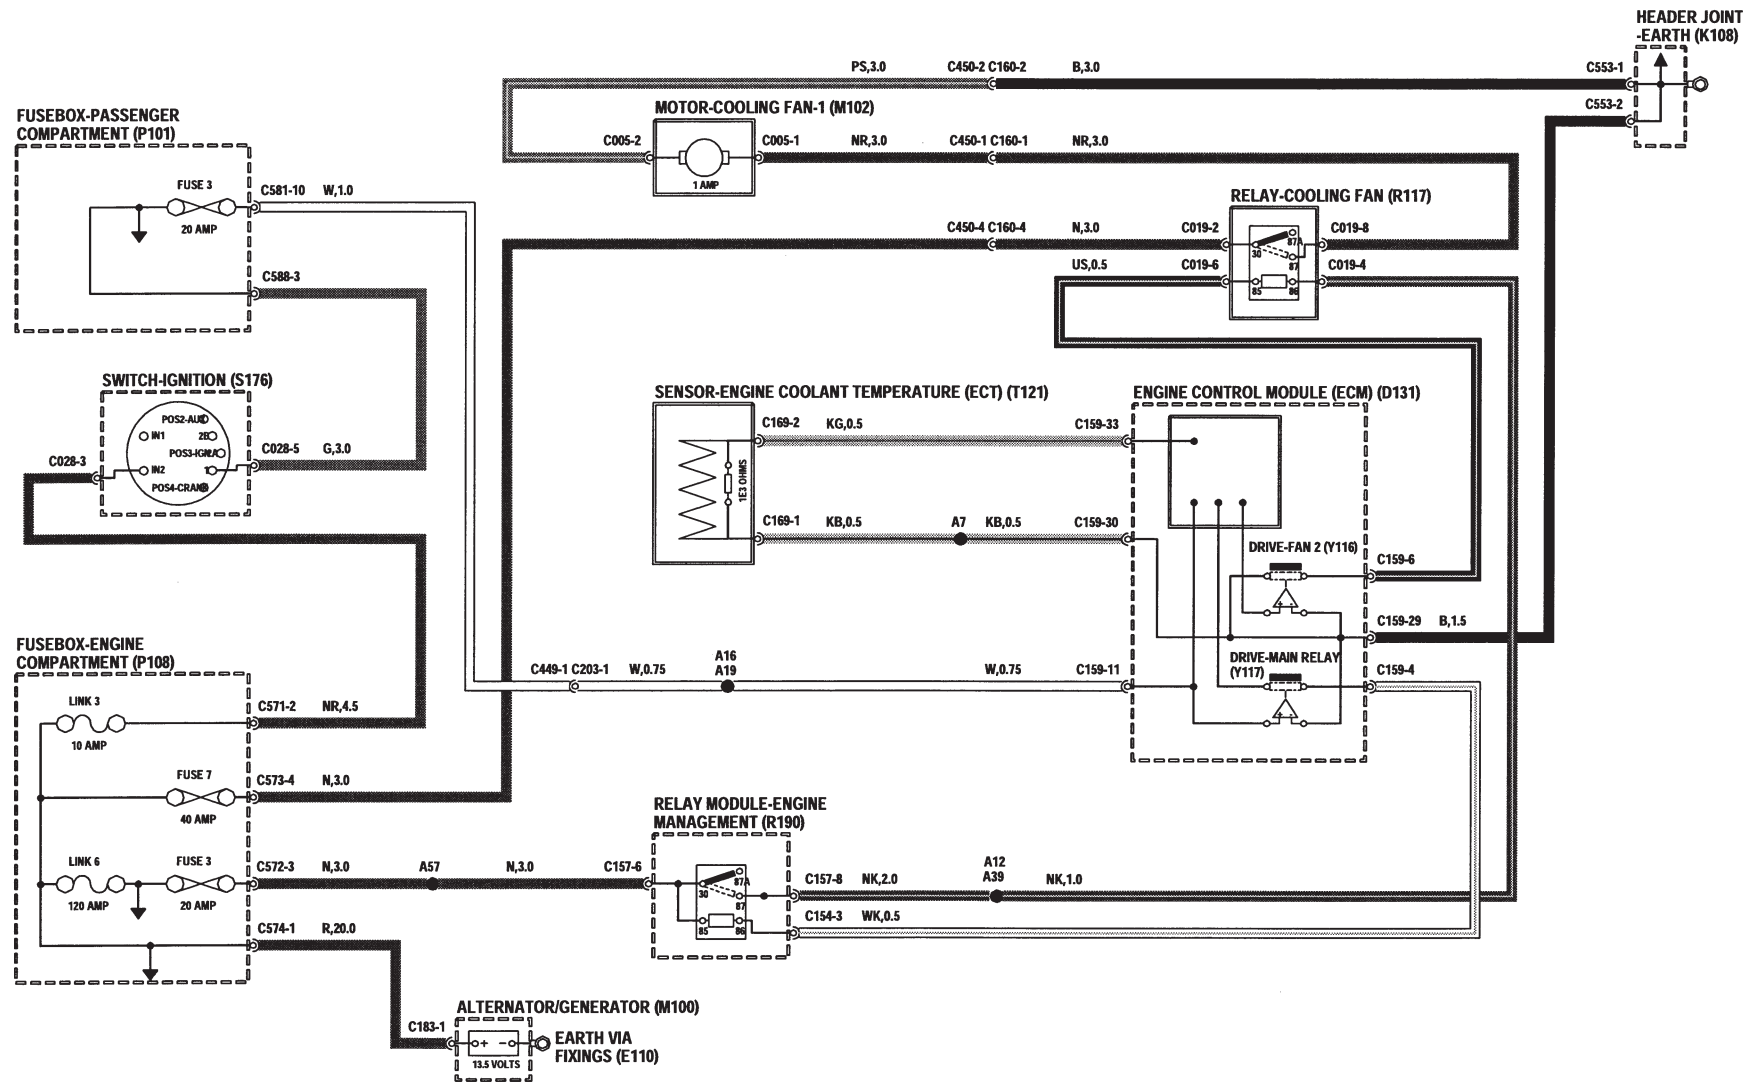 HEADER JOINT
-EARTH (K108)
PS,3.0
C450-2 C160-2
B,3.0
C553-1
C553-2
FUSEBOX-PASSENGER
COMPARTMENT (P101)
MOTOR-COOLING FAN-1 (M102)
C005-2
C005-1
NR,3.0
C450-1 C160-1
NR,3.0
1 AMP
FUSE 3
20 AMP
C581-10
W,1.0
C588-3
RELAY-COOLING FAN (R117)
C450-4 C160-4
N,3.0
C019-2
C019-8
87A
30
87
US,0.5
C019-6
C019-4
85
86
SWITCH-IGNITION (S176)
POS2-AUX
IN1
POS3-IGN
IN2
1
POS4-CRANK
C028-3
C028-5
G,3.0
SENSOR-ENGINE COOLANT TEMPERATURE (ECT) (T121)
C169-2
KG,0.5
C159-33
1E3 OHMS
C169-1
KB,0.5
A7
KB,0.5
C159-30
ENGINE CONTROL MODULE (ECM) (D131)
DRIVE-FAN 2 (Y116)
C159-6
+ -
C159-29
B,1.5
DRIVE-MAIN RELAY
(Y117)
C159-4
+ -
FUSEBOX-ENGINE
COMPARTMENT (P108)
C449-1 C203-1
W,0.75
A16
A19
W,0.75
C159-11
LINK 3
10 AMP
C571-2
NR,4.5
FUSE 7
40 AMP
C573-4
N,3.0
LINK 6
120 AMP
FUSE 3
20 AMP
C572-3
N,3.0
A57
N,3.0
C157-6
RELAY MODULE-ENGINE
MANAGEMENT (R190)
87A
30
87
85
86
C157-8
NK,2.0
A12
A39
NK,1.0
C154-3
WK,0.5
C574-1
R,20.0
ALTERNATOR/GENERATOR (M100)
C183-1
+ -
13.5 VOLTS
EARTH VIA
FIXINGS (E110)